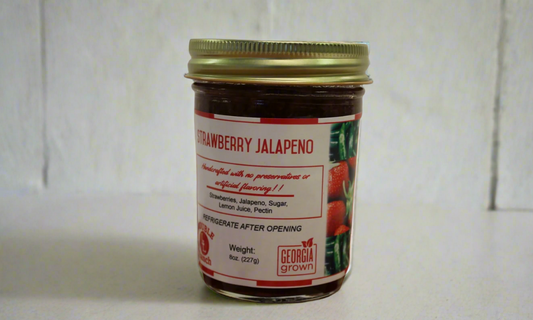 STRAWBERRY JALAPENO
Handcrafted with no preservatives or
artificial flavoring!!
Strawberries, Jalapeno, Sugar,
Lemon Juice, Pectin
REFRIGERATE AFTER OPENING
Weight:
8oz. (227g)
GEORGIA
grown